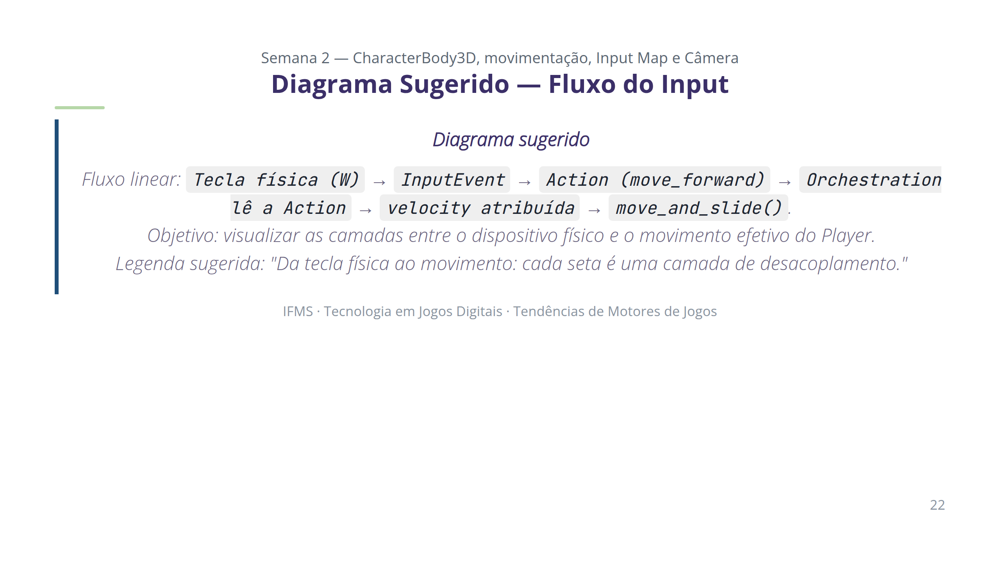 Semana 2 — CharacterBody3D, movimentação, Input Map e Câmera
Diagrama Sugerido — Fluxo do Input
Diagrama sugerido
Fluxo linear: Tecla física (W) → InputEvent → Action (move_forward) → Orchestration
lê a Action → velocity atribuída → move_and_slide().
Objetivo: visualizar as camadas entre o dispositivo físico e o movimento efetivo do Player.
Legenda sugerida: "Da tecla física ao movimento: cada seta é uma camada de desacoplamento."
IFMS · Tecnologia em Jogos Digitais · Tendências de Motores de Jogos
22